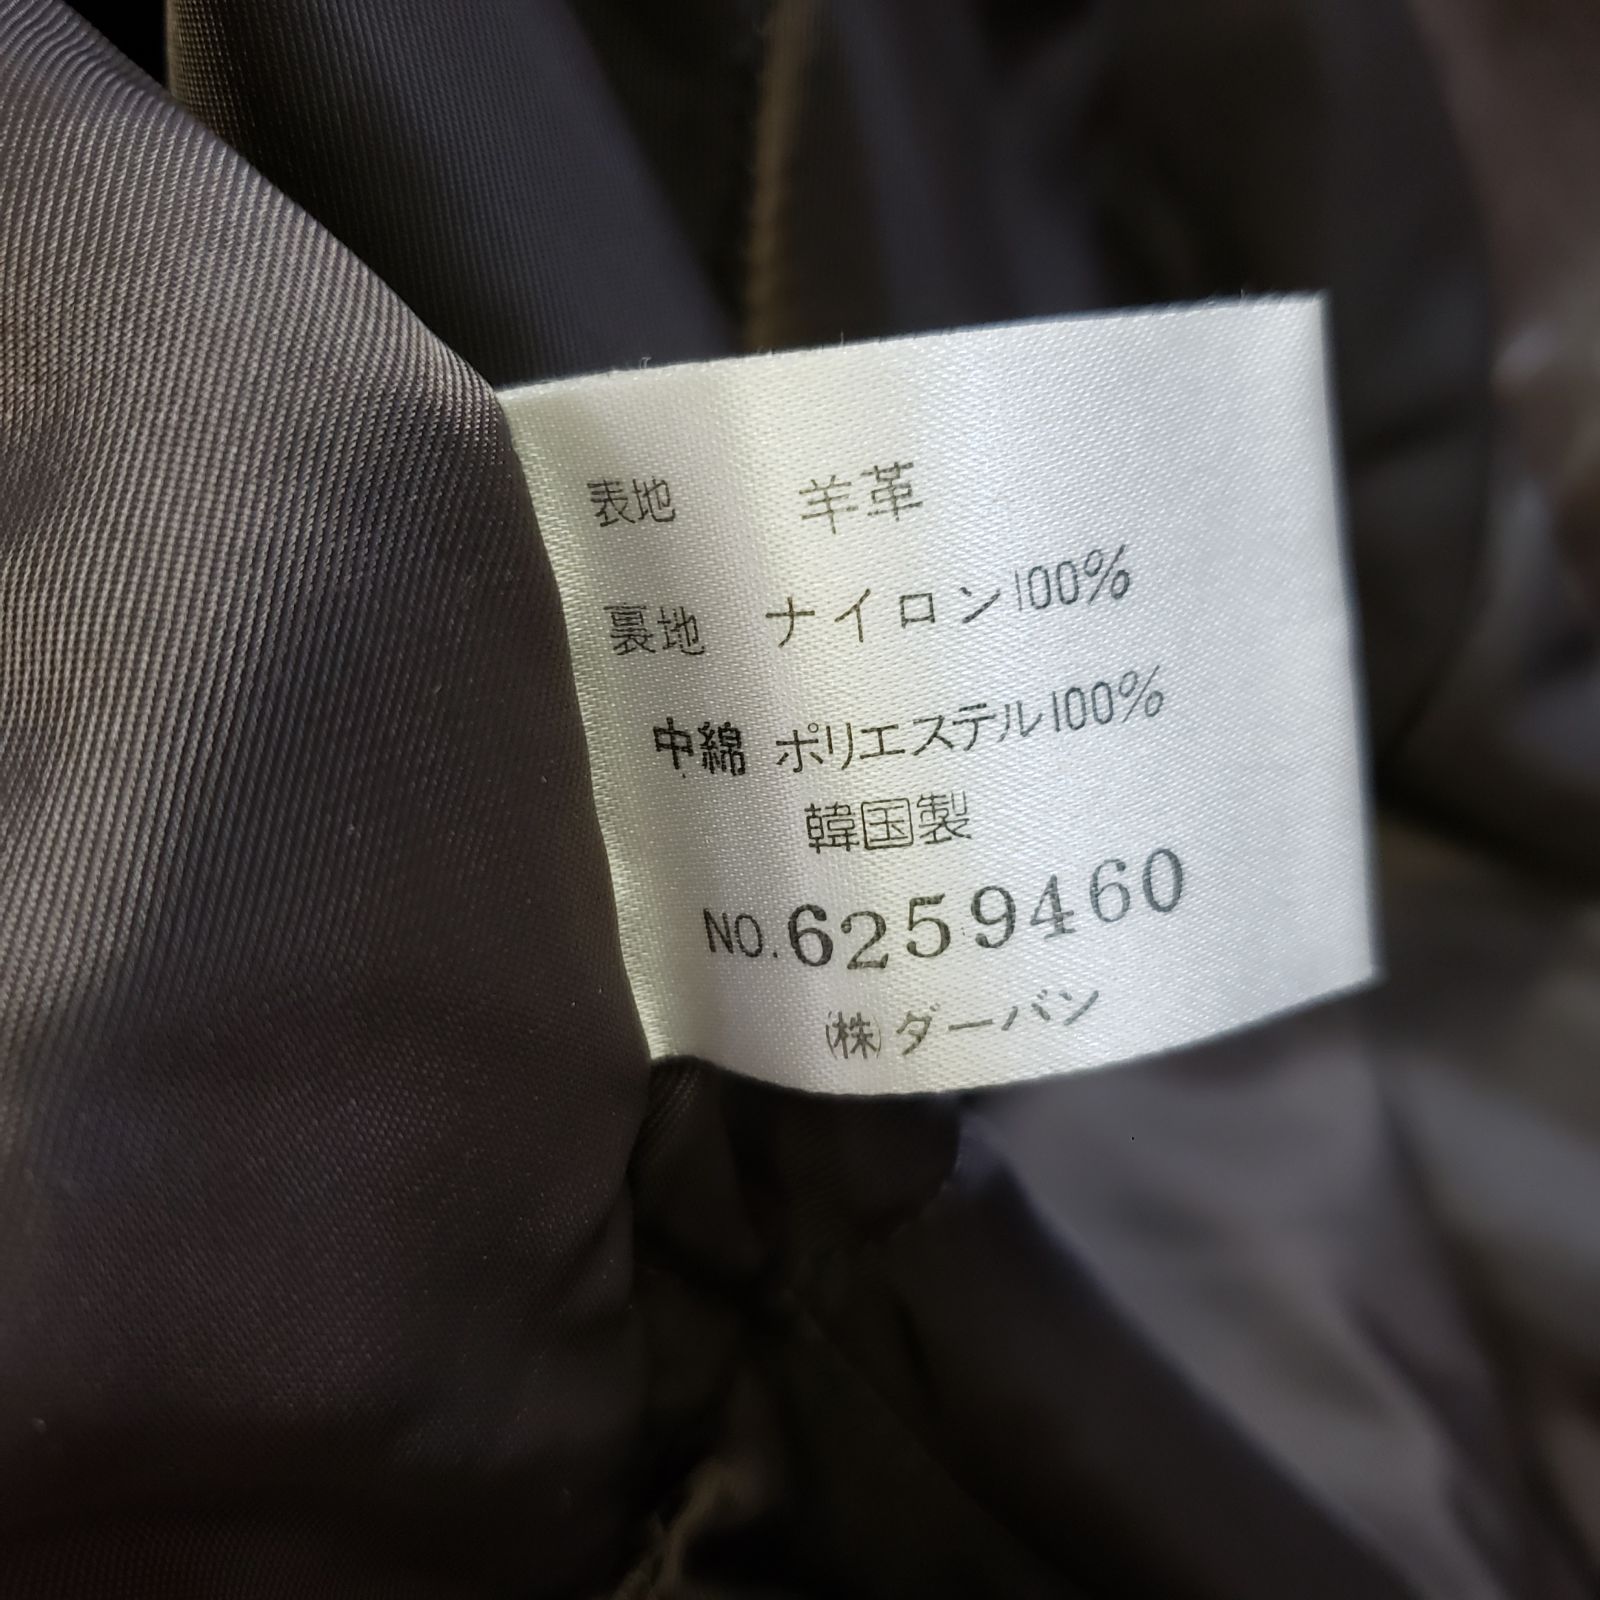 表地 羊革
裏地 ナイロン100%
中綿 ポリエステル100%
韓国製
NO.6259460
(株)ダーバン